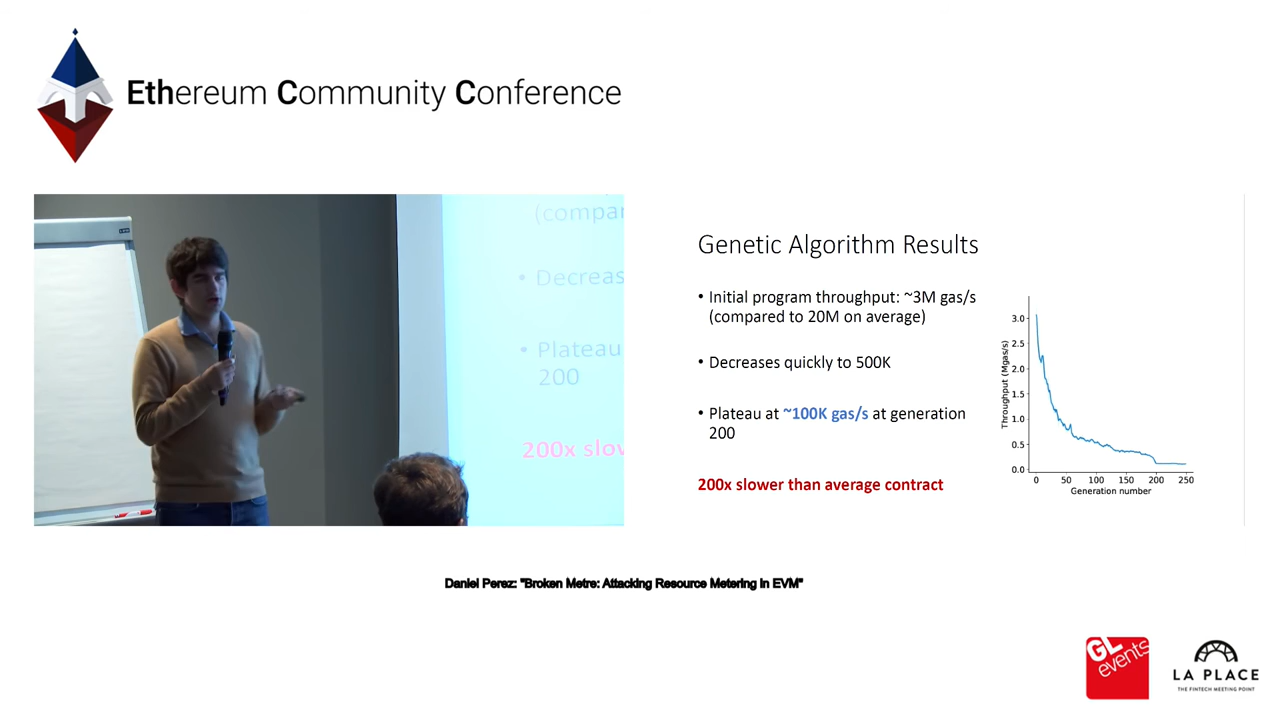 Ethereum Community Conference
(compar
• Decreas
• Plateau
200
200x slow
Genetic Algorithm Results
• Initial program throughput: ~3M gas/s
(compared to 20M on average)
• Decreases quickly to 500K
• Plateau at ~100K gas/s at generation
200
200x slower than average contract
Throughput (Mgas/s)
3.0
2.5
2.0
1.5
1.0
0.5
0.0
0 50 100 150 200 250
Generation number
Daniel Perez: "Broken Metre: Attacking Resource Metering in EVM"
GL
events
LA PLACE
THE FINTECH MEETING POINT